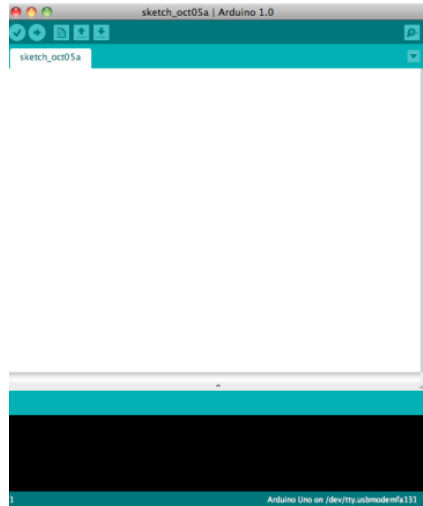 sketch_oct05a | Arduino 1.0
sketch_oct05a
1
Arduino Uno on /dev/tty.usbmodemfa131